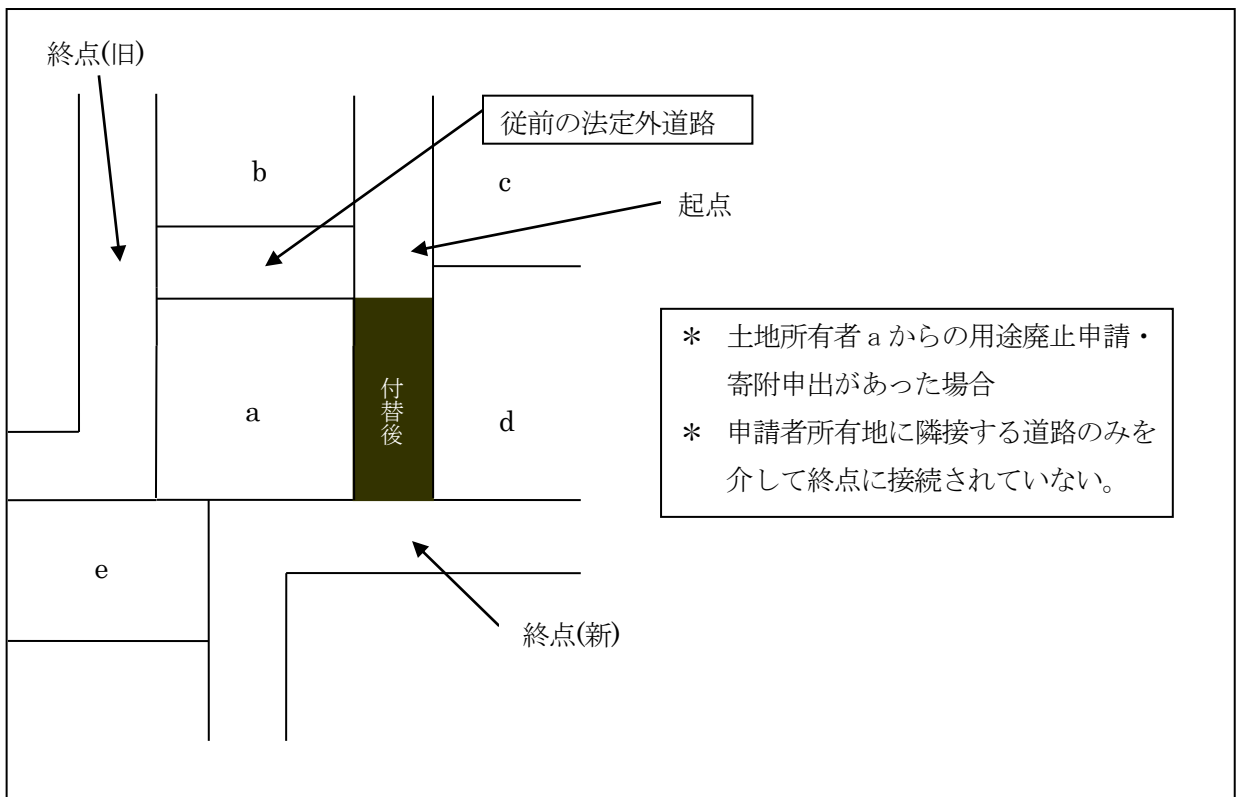 終点(旧)
従前の法定外道路
b
c
起点
＊ 土地所有者aからの用途廃止申請・
寄附申出があった場合
＊ 申請者所有地に隣接する道路のみを
介して終点に接続されていない。
a
付替後
d
e
終点(新)